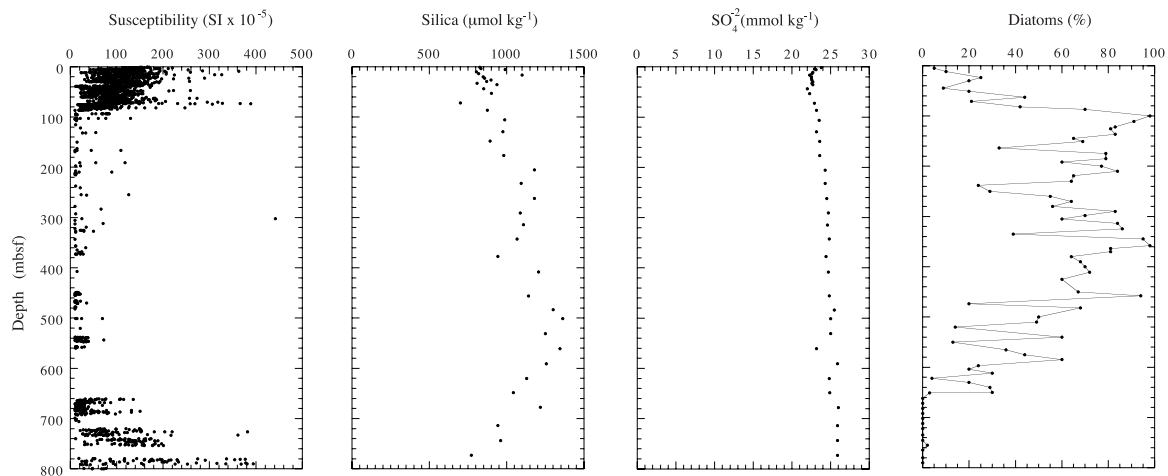 Susceptibility (SI x 10⁻⁵)
Silica (μmol kg⁻¹)
SO₄⁻²(mmol kg⁻¹)
Diatoms (%)
0 100 200 300 400 500
0 500 1000 1500
0 5 10 15 20 25 30
0 20 40 60 80 100
Depth (mbsf)
0
100
200
300
400
500
600
700
800